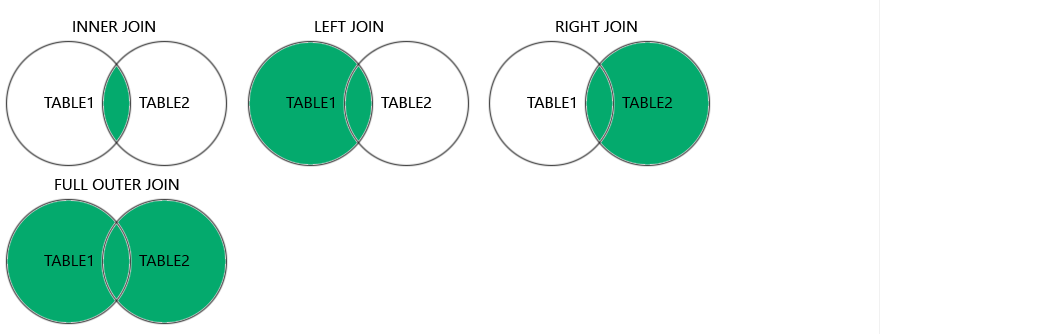 INNER JOIN
LEFT JOIN
RIGHT JOIN
TABLE1
TABLE2
TABLE1
TABLE2
TABLE1
TABLE2
FULL OUTER JOIN
TABLE1
TABLE2